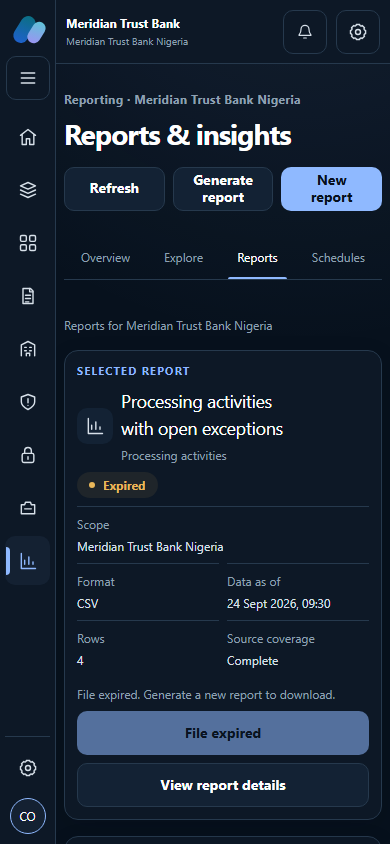 Meridian Trust Bank
Meridian Trust Bank Nigeria
Reporting · Meridian Trust Bank Nigeria
Reports & insights
Refresh
Generate
report
New
report
Overview
Explore
Reports
Schedules
Reports for Meridian Trust Bank Nigeria
SELECTED REPORT
Processing activities
with open exceptions
Processing activities
Expired
Scope
Meridian Trust Bank Nigeria
Format
Data as of
CSV
24 Sept 2026, 09:30
Rows
Source coverage
4
Complete
File expired. Generate a new report to download.
File expired
View report details
CO